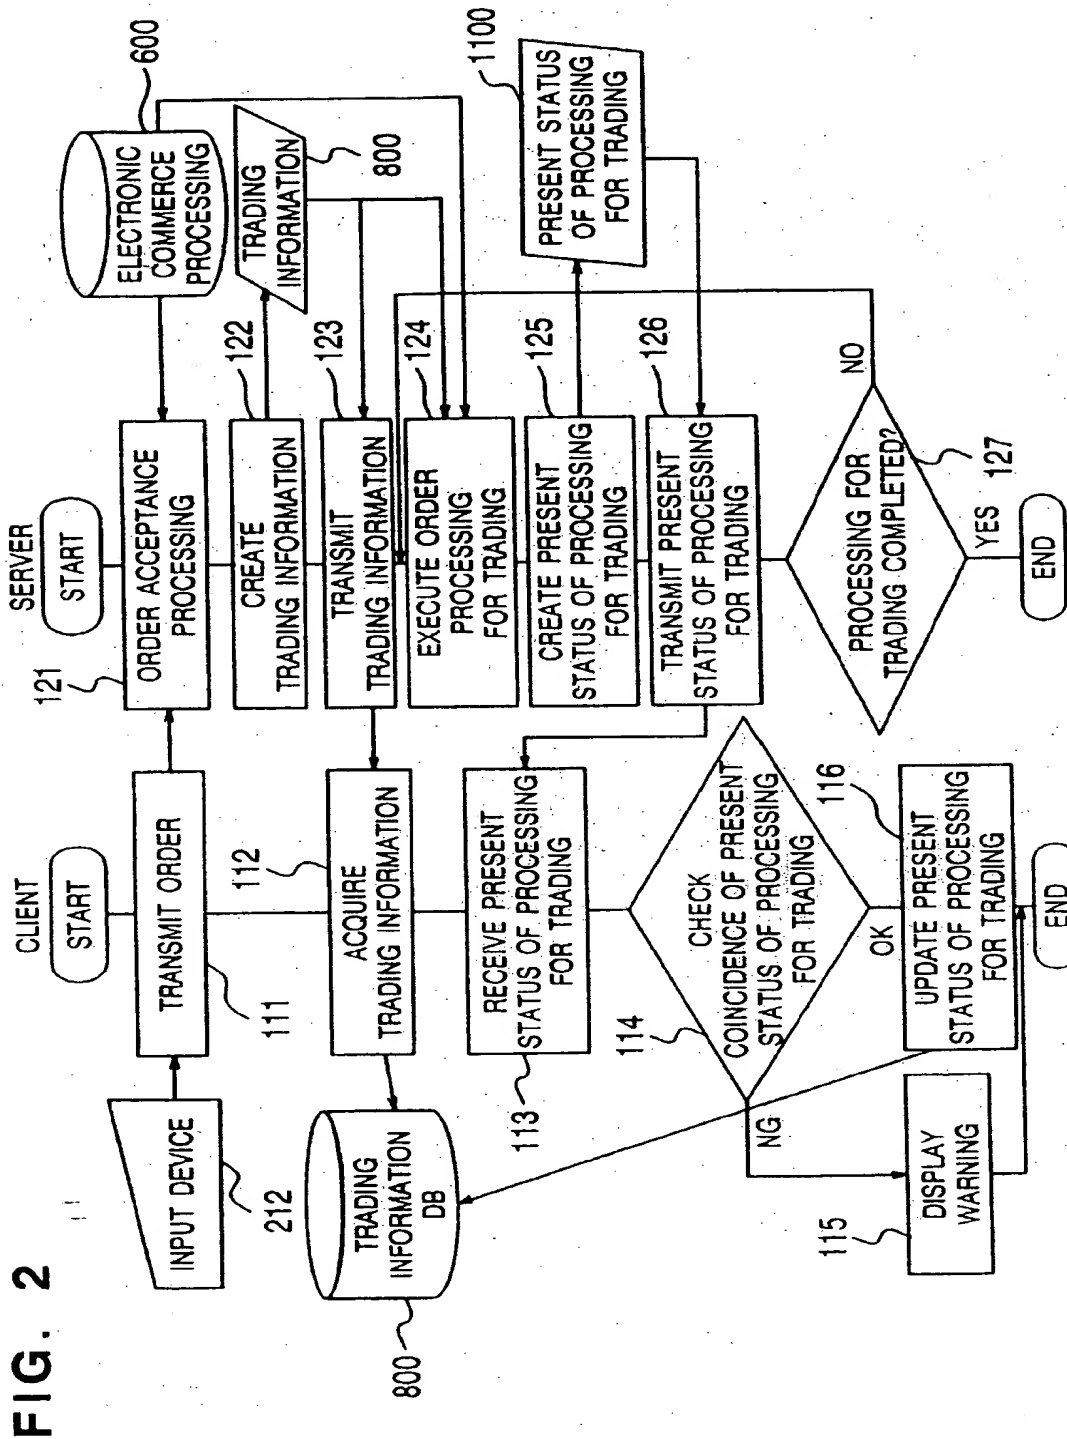 FIG. 2
CLIENT
START
INPUT DEVICE
212
TRANSMIT ORDER
111
ACQUIRE
TRADING INFORMATION
112
TRADING
INFORMATION
DB
800
RECEIVE PRESENT
STATUS OF PROCESSING
FOR TRADING
113
CHECK
COINCIDENCE OF PRESENT
STATUS OF PROCESSING
FOR TRADING
114
NG
OK
DISPLAY
WARNING
115
UPDATE PRESENT
STATUS OF PROCESSING
FOR TRADING
116
END
SERVER
START
ORDER ACCEPTANCE
PROCESSING
121
ELECTRONIC
COMMERCE
PROCESSING
600
CREATE
TRADING INFORMATION
122
TRADING
INFORMATION
800
TRANSMIT
TRADING INFORMATION
123
EXECUTE ORDER
PROCESSING
FOR TRADING
124
CREATE PRESENT
STATUS OF PROCESSING
FOR TRADING
125
PRESENT STATUS
OF PROCESSING
FOR TRADING
1100
TRANSMIT PRESENT
STATUS OF PROCESSING
FOR TRADING
126
PROCESSING FOR
TRADING COMPLETED?
127
NO
YES
END